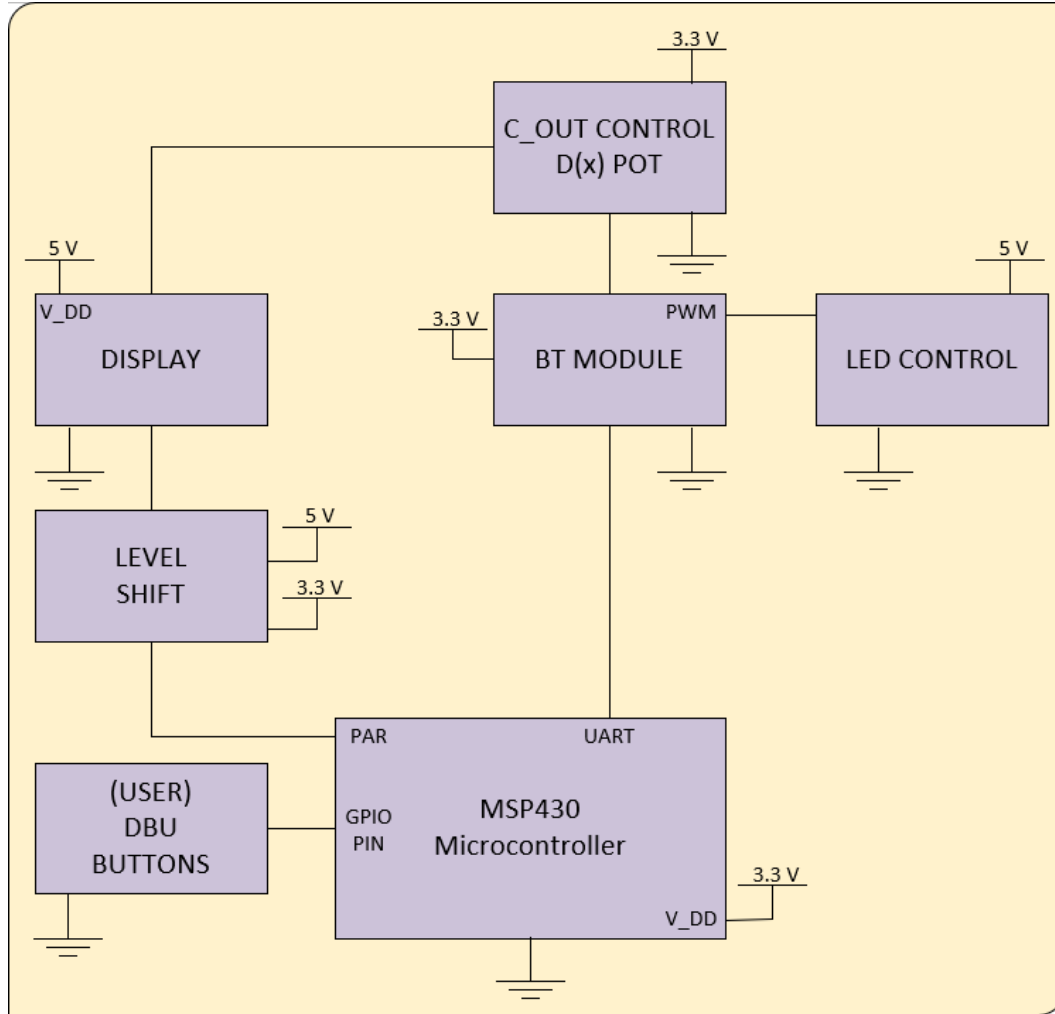 3.3 V
C_OUT CONTROL
D(x) POT
5 V
V_DD
DISPLAY
3.3 V
PWM
BT MODULE
5 V
LED CONTROL
LEVEL
SHIFT
5 V
3.3 V
PAR
UART
(USER)
DBU
BUTTONS
GPIO
PIN
MSP430
Microcontroller
V_DD
3.3 V